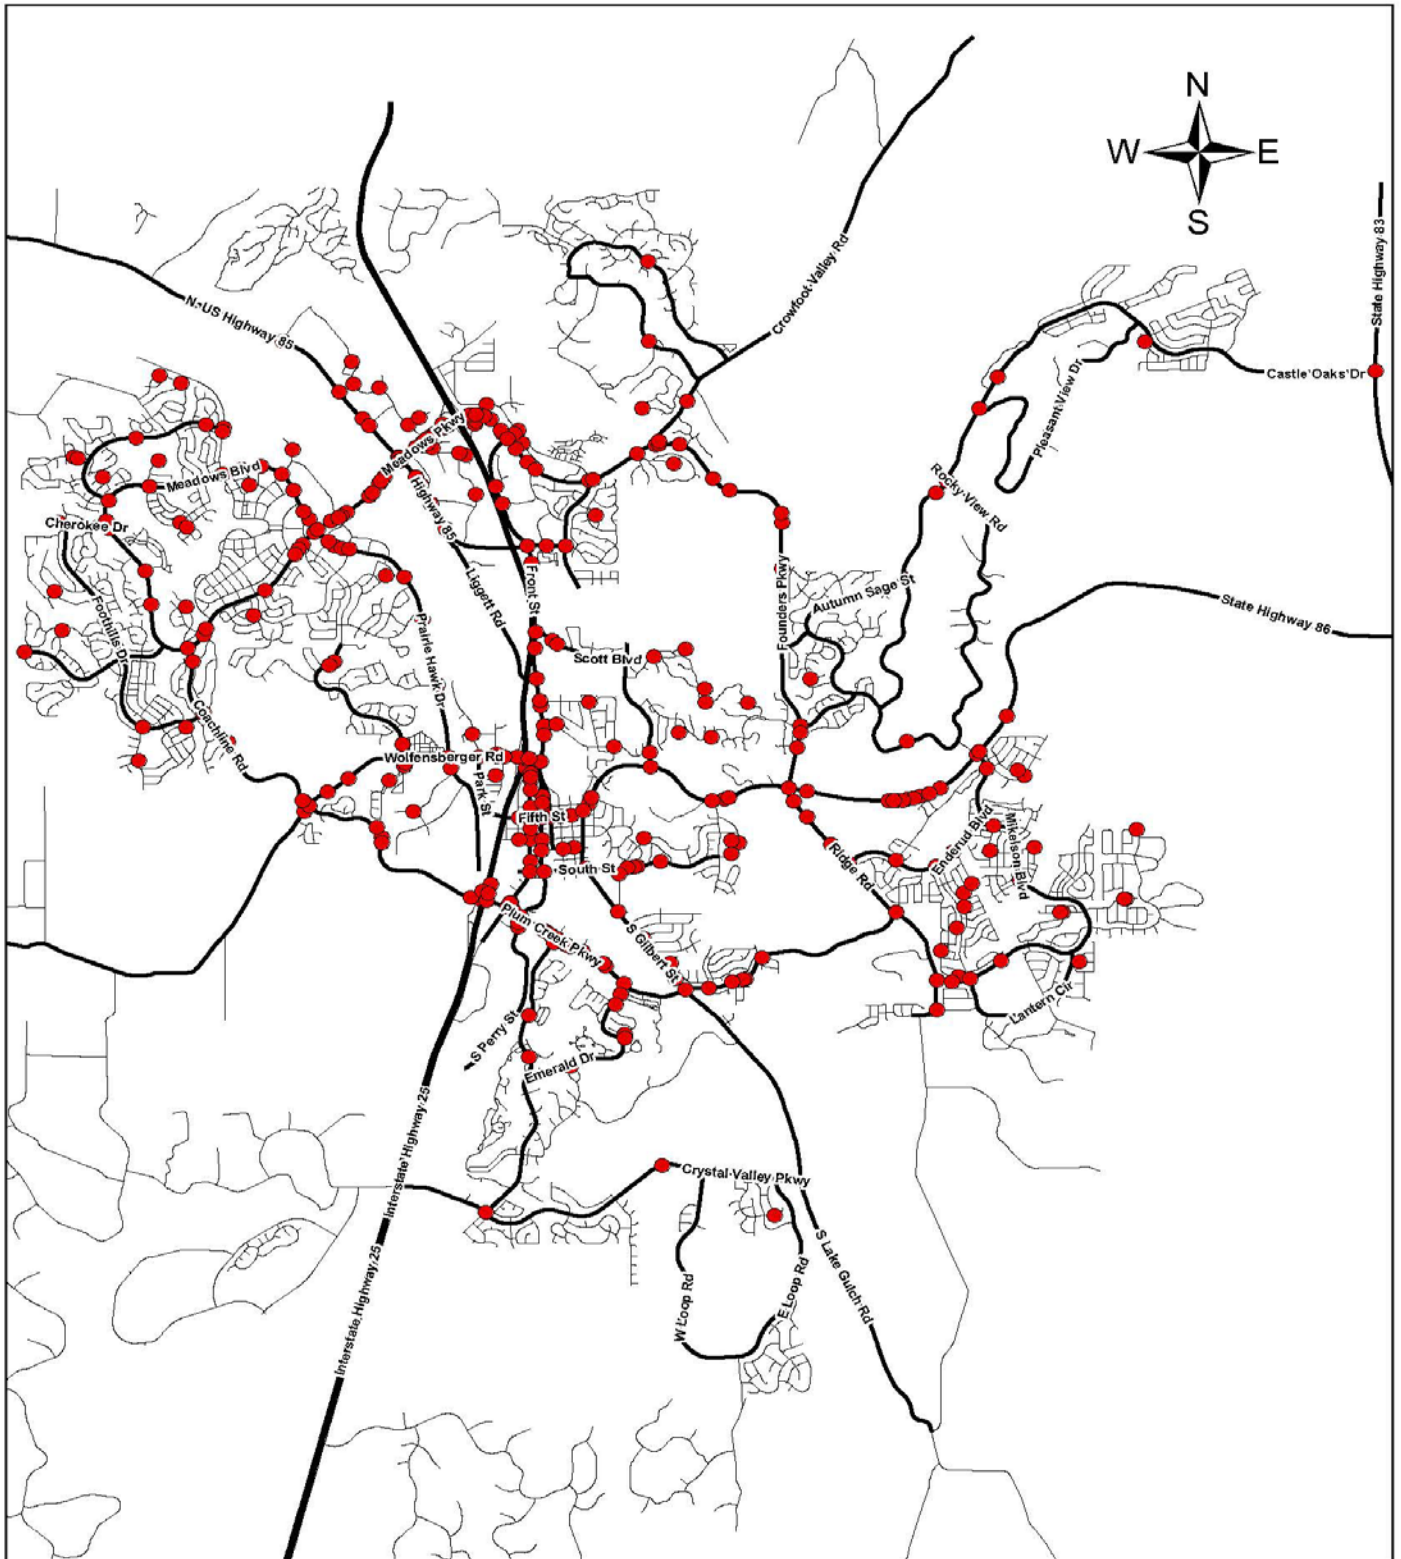 N
W E
S
State Highway 83
Crowfoot Valley Rd
N US Highway 85
Castle Oaks Dr
Pleasant View Dr
Meadows Pkwy
Meadows Blvd
Rocky View Rd
Highway 85
Cherokee Dr
Liggett Rd
Front St
Founders Pkwy
Autumn Sage St
State Highway 86
Foothills Dr
Prairie Hawk Dr
Scott Blvd
Coachline Rd
Wolfensberger Rd
Park St
Fifth St
Enderud Blvd
Mikelson Blvd
Ridge Rd
South St
Plum Creek Pkwy
S Gilbert St
Lantern Cir
S Perry St
Emerald Dr
Interstate Highway 25
Crystal Valley Pkwy
Interstate Highway 25
W Loop Rd
E Loop Rd
S Lake Gulch Rd